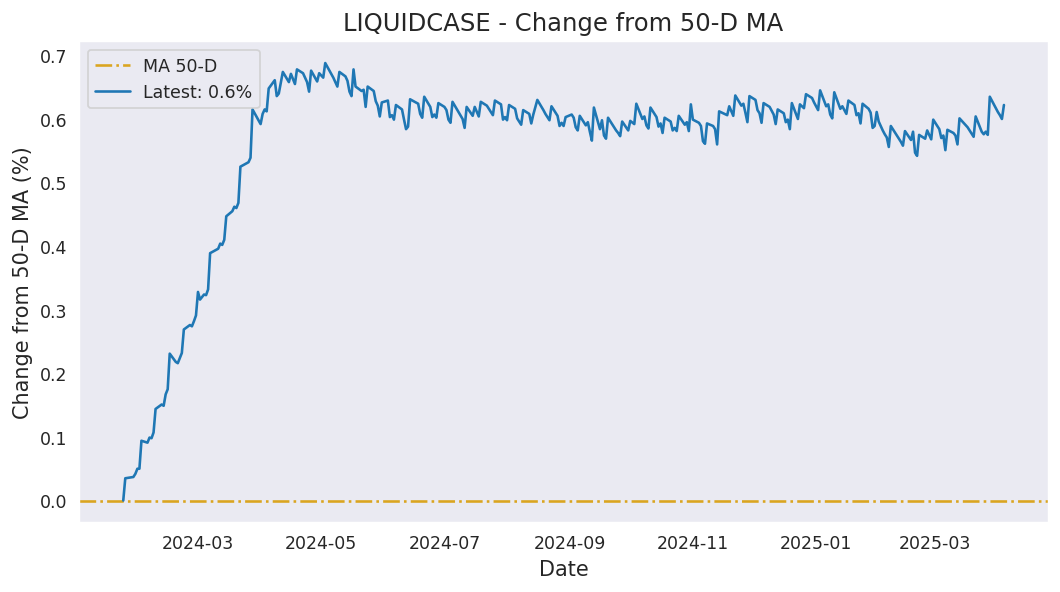 LIQUIDCASE - Change from 50-D MA
MA 50-D
Latest: 0.6%
Change from 50-D MA (%)
0.7
0.6
0.5
0.4
0.3
0.2
0.1
0.0
2024-03 2024-05 2024-07 2024-09 2024-11 2025-01 2025-03
Date